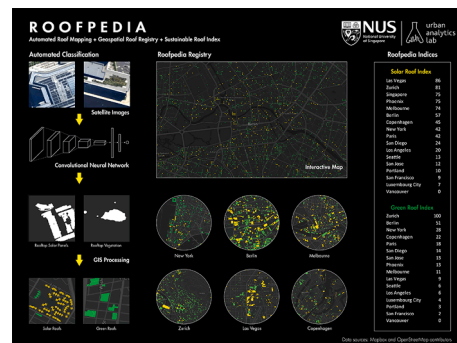 ROOFPEDIA
Automated Roof Mapping + Geospatial Roof Registry + Sustainable Roof Index
NUS
National University
of Singapore
urban
analytics
lab
Automated Classification
Satellite Images
Convolutional Neural Network
Rooftop Solar Panels
Rooftop Vegetation
GIS Processing
Solar Roofs
Green Roofs
Roofpedia Registry
Interactive Map
New York
Berlin
Melbourne
Zurich
Las Vegas
Copenhagen
Roofpedia Indices
Solar Roof Index
Las Vegas 86
Zurich 81
Singapore 75
Phoenix 75
Melbourne 74
Berlin 57
Copenhagen 45
New York 42
Paris 42
San Diego 24
Los Angeles 20
Seattle 13
San Jose 13
Portland 10
San Francisco 9
Luxembourg City 7
Vancouver 0
Green Roof Index
Zurich 100
Berlin 51
New York 28
Copenhagen 22
Paris 18
San Diego 14
San Jose 13
Phoenix 13
Melbourne 11
Las Vegas 9
Seattle 6
Los Angeles 6
Luxembourg City 4
Portland 3
San Francisco 2
Vancouver 0
Data sources: Mapbox and OpenStreetMap contributors